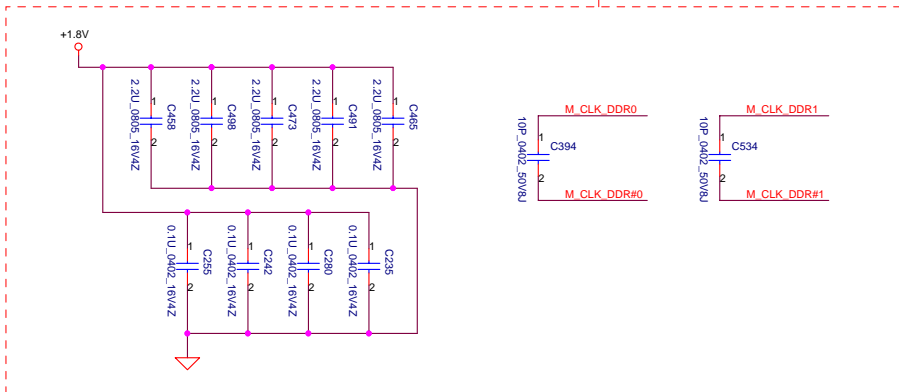 +1.8V
1
2
2.2U_0805_16V4Z
C458
1
2
2.2U_0805_16V4Z
C498
1
2
2.2U_0805_16V4Z
C473
1
2
2.2U_0805_16V4Z
C491
1
2
2.2U_0805_16V4Z
C465
1
2
0.1U_0402_16V4Z
C255
1
2
0.1U_0402_16V4Z
C242
1
2
0.1U_0402_16V4Z
C280
1
2
0.1U_0402_16V4Z
C235
M_CLK_DDR0
1
2
10P_0402_50V8J
C394
M_CLK_DDR#0
M_CLK_DDR1
1
2
10P_0402_50V8J
C534
M_CLK_DDR#1